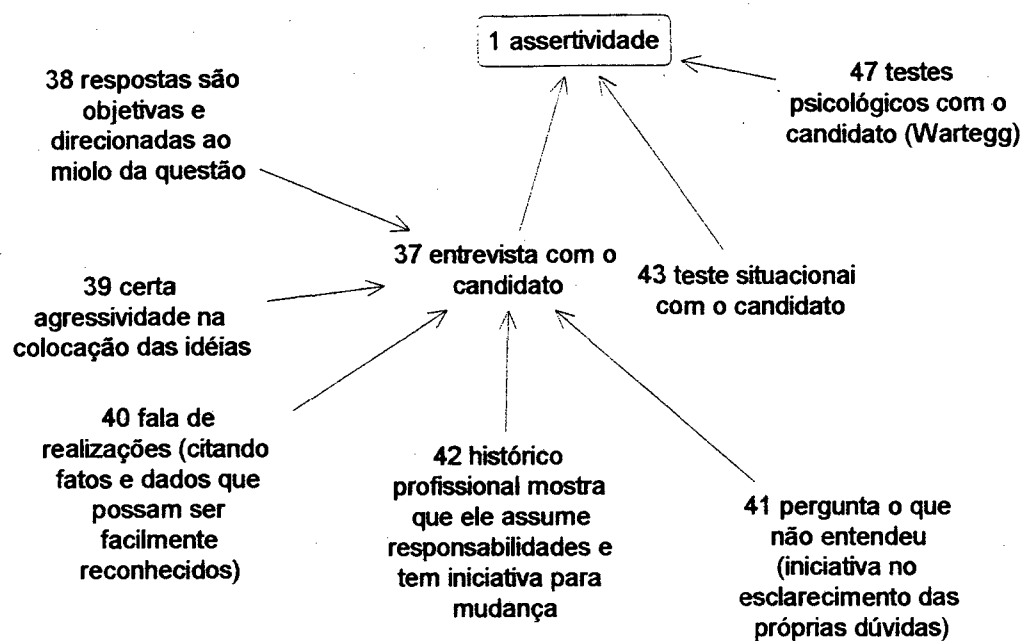 1 assertividade
38 respostas são
objetivas e
direcionadas ao
miolo da questão
47 testes
psicológicos com o
candidato (Wartegg)
37 entrevista com o
candidato
43 teste situacionai
com o candidato
39 certa
agressividade na
colocação das idéias
40 fala de
realizações (citando
fatos e dados que
possam ser
facilmente
reconhecidos)
42 histórico
profissional mostra
que ele assume
responsabilidades e
tem iniciativa para
mudança
41 pergunta o que
não entendeu
(iniciativa no
esclarecimento das
próprias dúvidas)